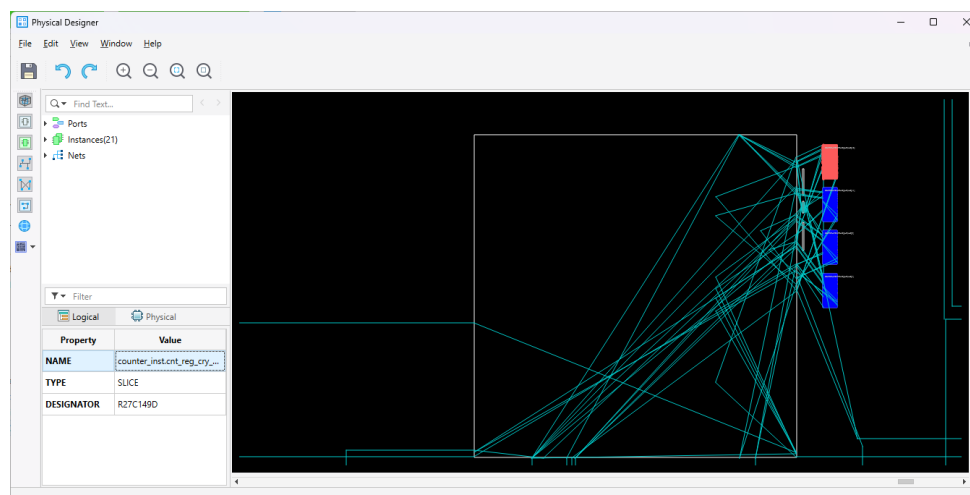 Physical Designer
File Edit View Window Help
Find Text...
Ports
Instances(21)
Nets
Filter
Logical Physical
Property Value
NAME counter_inst.cnt_reg_cry_...
TYPE SLICE
DESIGNATOR R27C149D